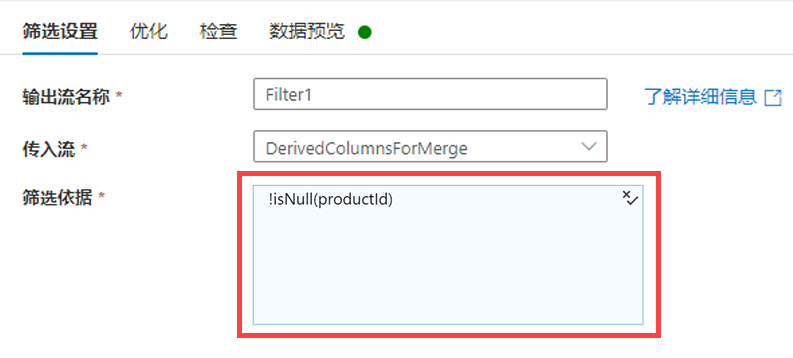 筛选设置 优化 检查 数据预览
输出流名称 * Filter1 了解详细信息
传入流 * DerivedColumnsForMerge
筛选依据 * !isNull(productId)